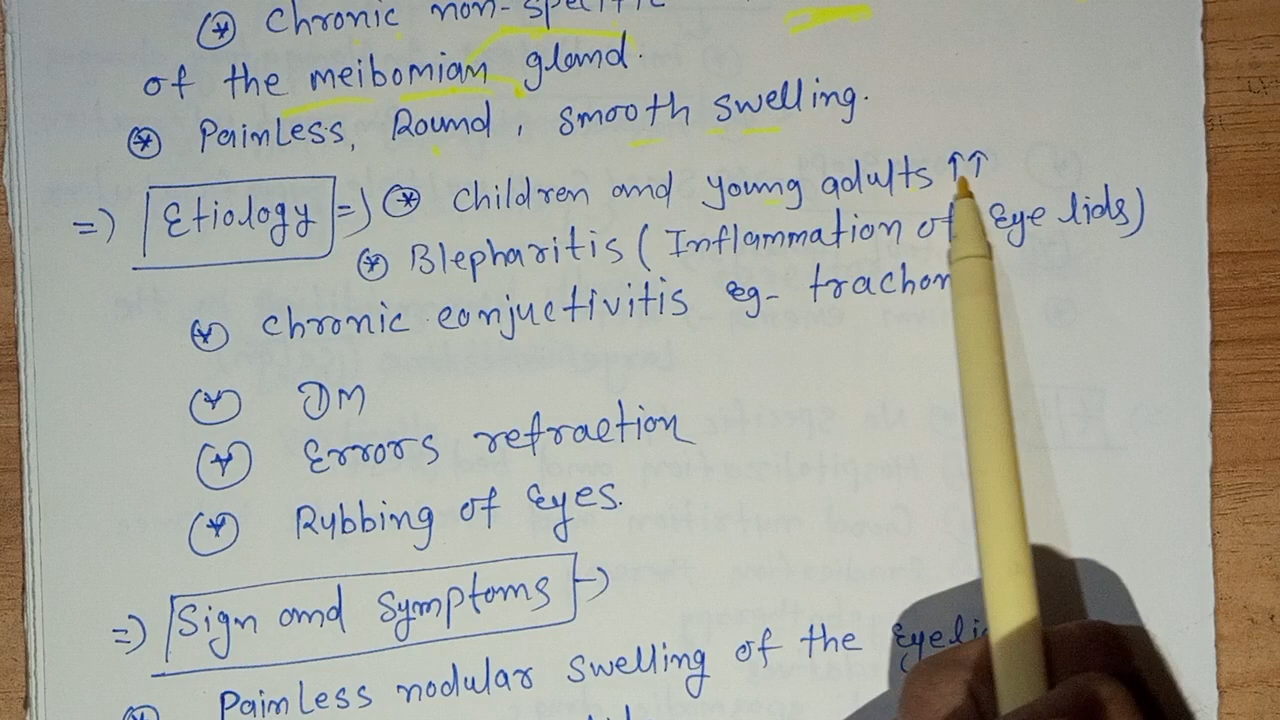 ⊛ Chronic non-specific
of the meibomian gland.
⊛ Painless, Round, smooth swelling.
=) Etiology =) ⊛ children and young adults ↑↑
⊛ Blepharitis ( Inflammation of Eye lids)
⊛ chronic conjuctivitis eg- trachom
⊛ DM
⊛ Errors refraction
⊛ Rubbing of Eyes.
=) Sign and Symptoms -)
Painless nodular swelling of the Eyeli